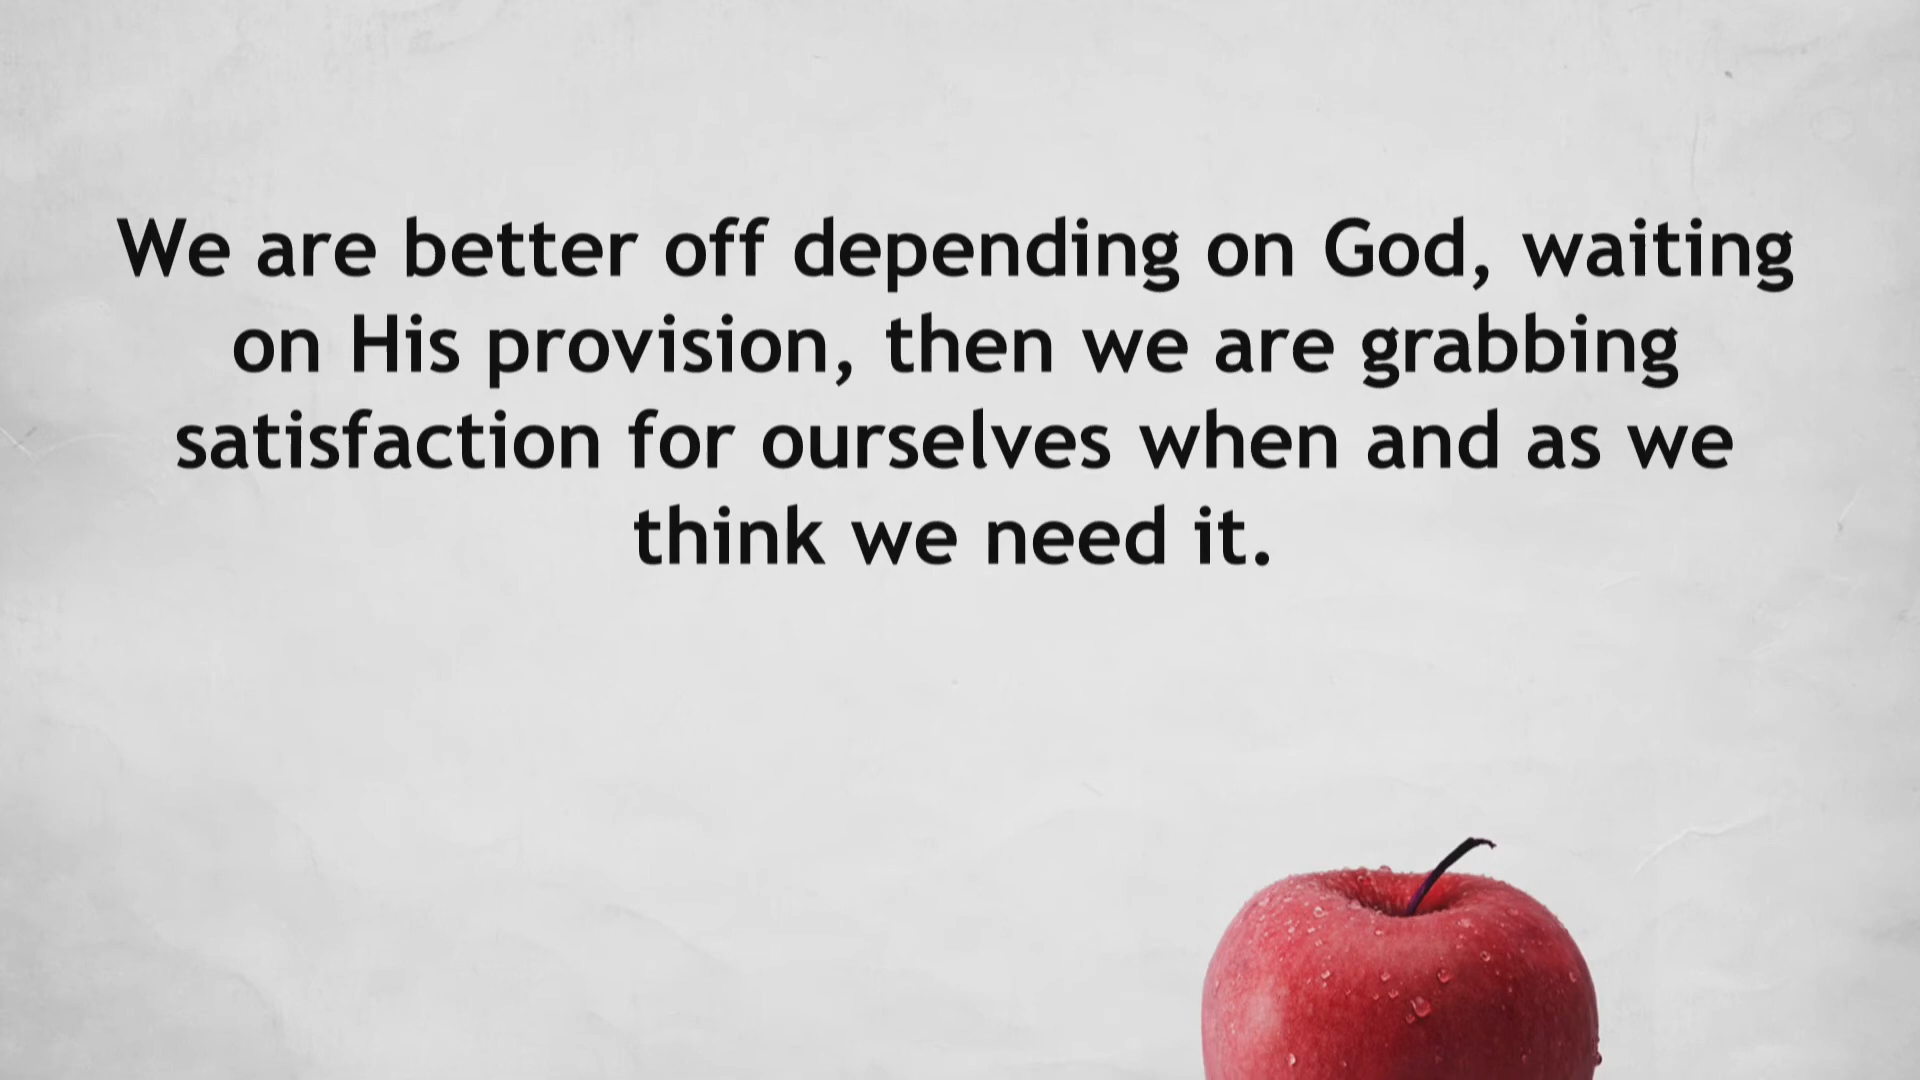 We are better off depending on God, waiting
on His provision, then we are grabbing
satisfaction for ourselves when and as we
think we need it.